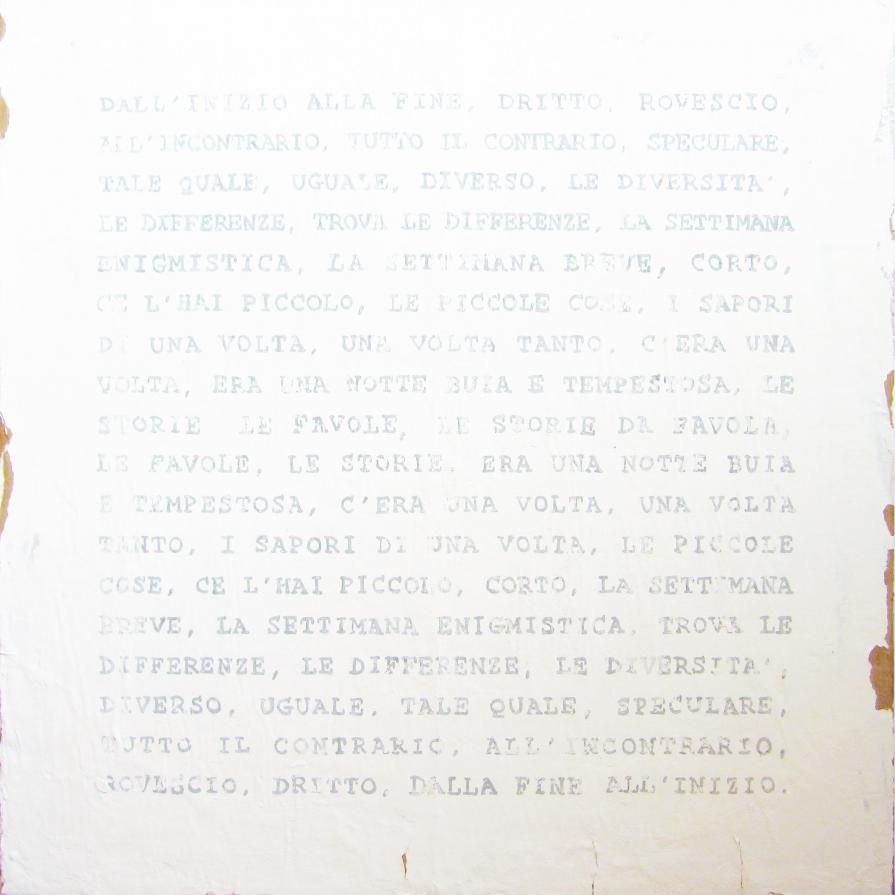 DALL'INIZIO ALLA FINE, DRITTO, ROVESCIO,
ALL'INCONTRARIO, TUTTO IL CONTRARIO, SPECULARE,
TALE QUALE, UGUALE, DIVERSO, LE DIVERSITA',
LE DIFFERENZE, TROVA LE DIFFERENZE, LA SETTIMANA
ENIGMISTICA, LA SETTIMANA BREVE, CORTO,
CE L'HAI PICCOLO, LE PICCOLE COSE, I SAPORI
DI UNA VOLTA, UNA VOLTA TANTO, C'ERA UNA
VOLTA, ERA UNA NOTTE BUIA E TEMPESTOSA, LE
STORIE LE FAVOLE, LE STORIE DA FAVOLA,
LE FAVOLE, LE STORIE, ERA UNA NOTTE BUIA
E TEMPESTOSA, C'ERA UNA VOLTA, UNA VOLTA
TANTO, I SAPORI DI UNA VOLTA, LE PICCOLE
COSE, CE L'HAI PICCOLO, CORTO, LA SETTIMANA
BREVE, LA SETTIMANA ENIGMISTICA, TROVA LE
DIFFERENZE, LE DIFFERENZE, LE DIVERSITA',
DIVERSO, UGUALE, TALE QUALE, SPECULARE,
TUTTO IL CONTRARIO, ALL'INCONTRARIO,
ROVESCIO, DRITTO, DALLA FINE ALL'INIZIO.